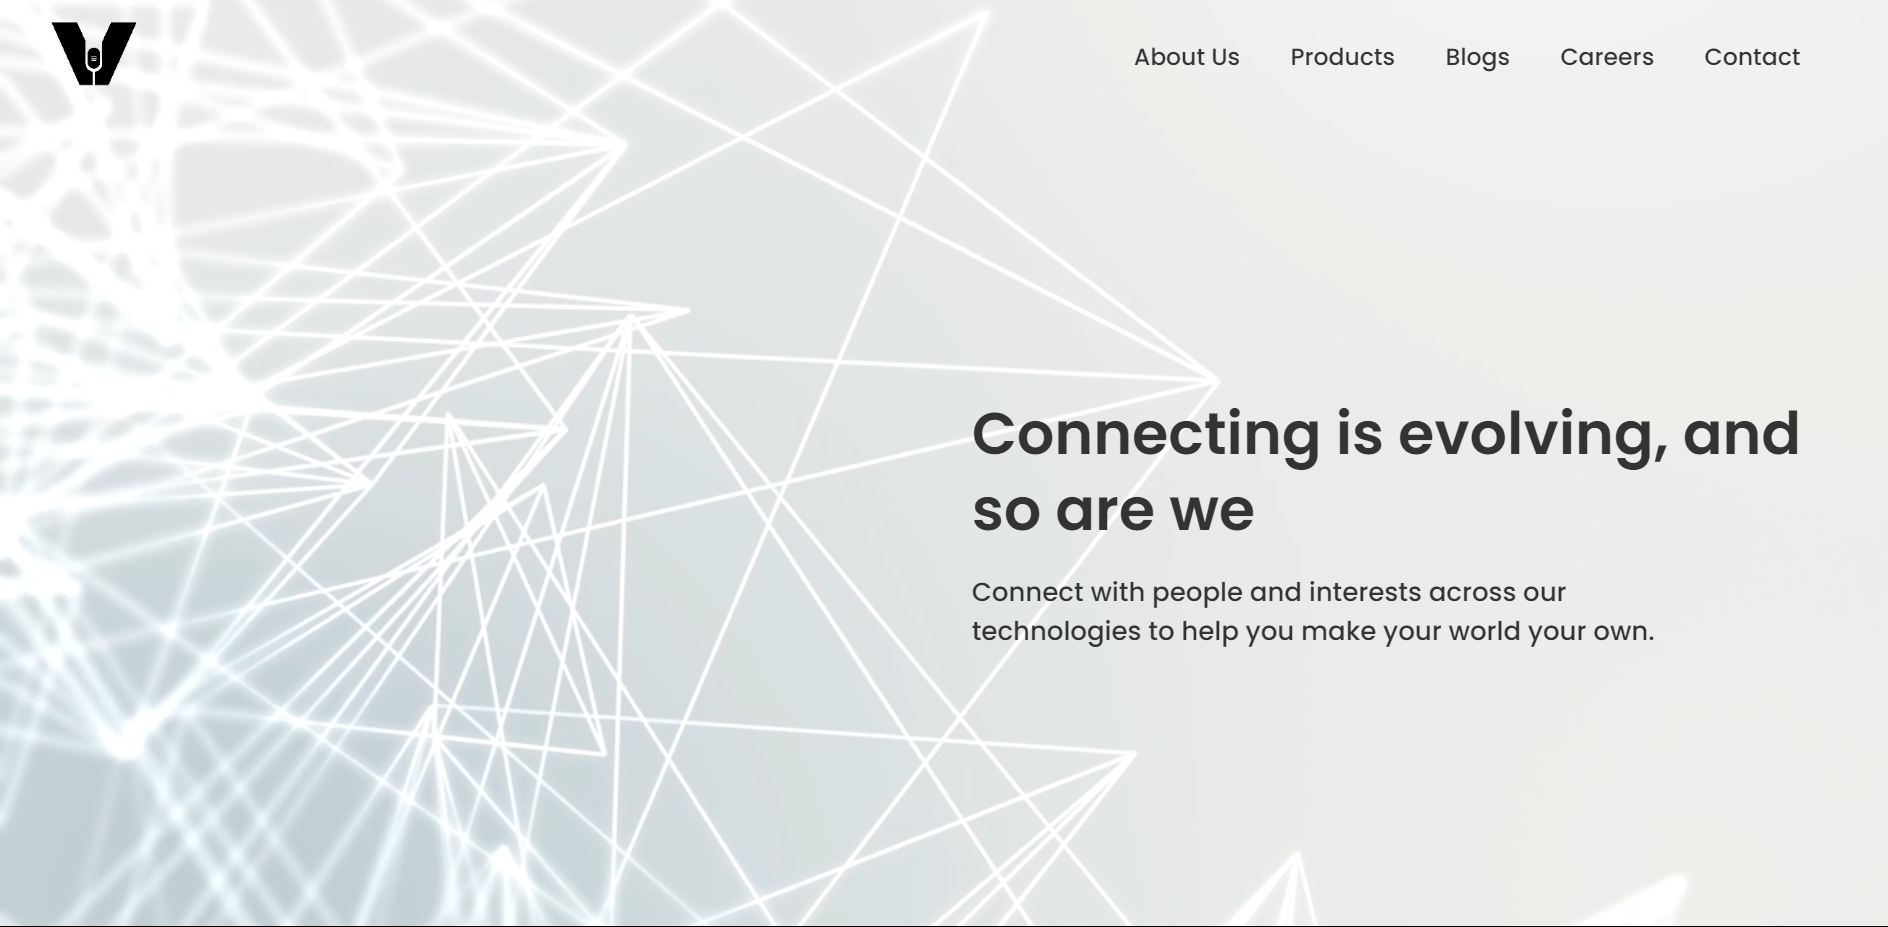 About Us Products Blogs Careers Contact
Connecting is evolving, and
so are we
Connect with people and interests across our
technologies to help you make your world your own.